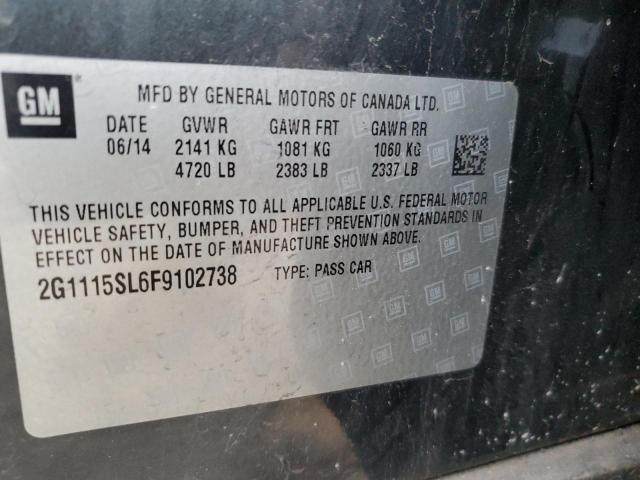 GM
MFD BY GENERAL MOTORS OF CANADA LTD.
DATE GVWR GAWR FRT GAWR RR
06/14 2141 KG 1081 KG 1060 KG
4720 LB 2383 LB 2337 LB
THIS VEHICLE CONFORMS TO ALL APPLICABLE U.S. FEDERAL MOTOR
VEHICLE SAFETY, BUMPER, AND THEFT PREVENTION STANDARDS IN
EFFECT ON THE DATE OF MANUFACTURE SHOWN ABOVE.
2G1115SL6F9102738 TYPE: PASS CAR